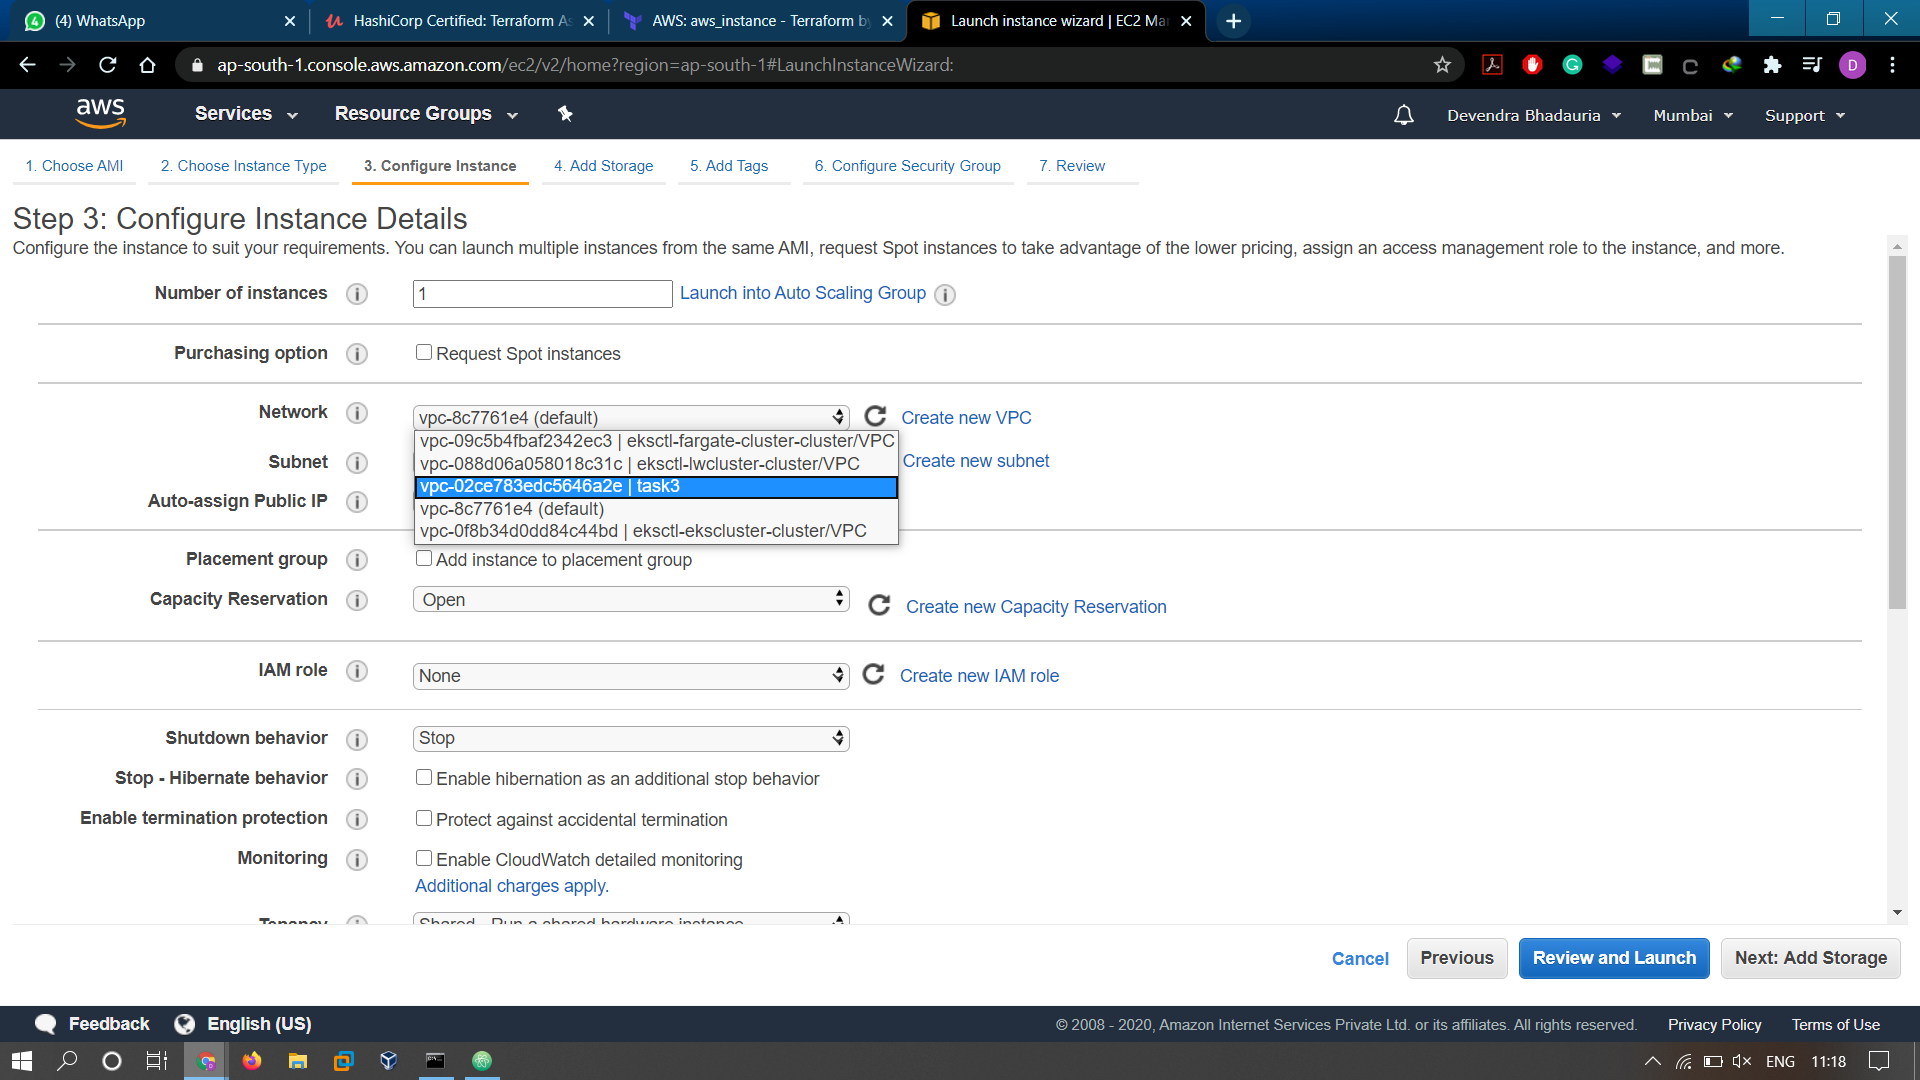 (4) WhatsApp
HashiCorp Certified: Terraform As
AWS: aws_instance - Terraform by
Launch instance wizard | EC2 Man
ap-south-1.console.aws.amazon.com/ec2/v2/home?region=ap-south-1#LaunchInstanceWizard:
D
aws
Services
Resource Groups
Devendra Bhadauria
Mumbai
Support
1. Choose AMI
2. Choose Instance Type
3. Configure Instance
4. Add Storage
5. Add Tags
6. Configure Security Group
7. Review
Step 3: Configure Instance Details
Configure the instance to suit your requirements. You can launch multiple instances from the same AMI, request Spot instances to take advantage of the lower pricing, assign an access management role to the instance, and more.
Number of instances
1
Launch into Auto Scaling Group
Purchasing option
Request Spot instances
Network
vpc-8c7761e4 (default)
Create new VPC
vpc-09c5b4fbaf2342ec3 | eksctl-fargate-cluster-cluster/VPC
vpc-088d06a058018c31c | eksctl-lwcluster-cluster/VPC
vpc-02ce783edc5646a2e | task3
vpc-8c7761e4 (default)
vpc-0f8b34d0dd84c44bd | eksctl-ekscluster-cluster/VPC
Subnet
Create new subnet
Auto-assign Public IP
Placement group
Add instance to placement group
Capacity Reservation
Open
Create new Capacity Reservation
IAM role
None
Create new IAM role
Shutdown behavior
Stop
Stop - Hibernate behavior
Enable hibernation as an additional stop behavior
Enable termination protection
Protect against accidental termination
Monitoring
Enable CloudWatch detailed monitoring
Additional charges apply.
Tenancy
Shared - Run a shared hardware instance
Cancel
Previous
Review and Launch
Next: Add Storage
Feedback
English (US)
© 2008 - 2020, Amazon Internet Services Private Ltd. or its affiliates. All rights reserved.
Privacy Policy
Terms of Use
ENG
11:18